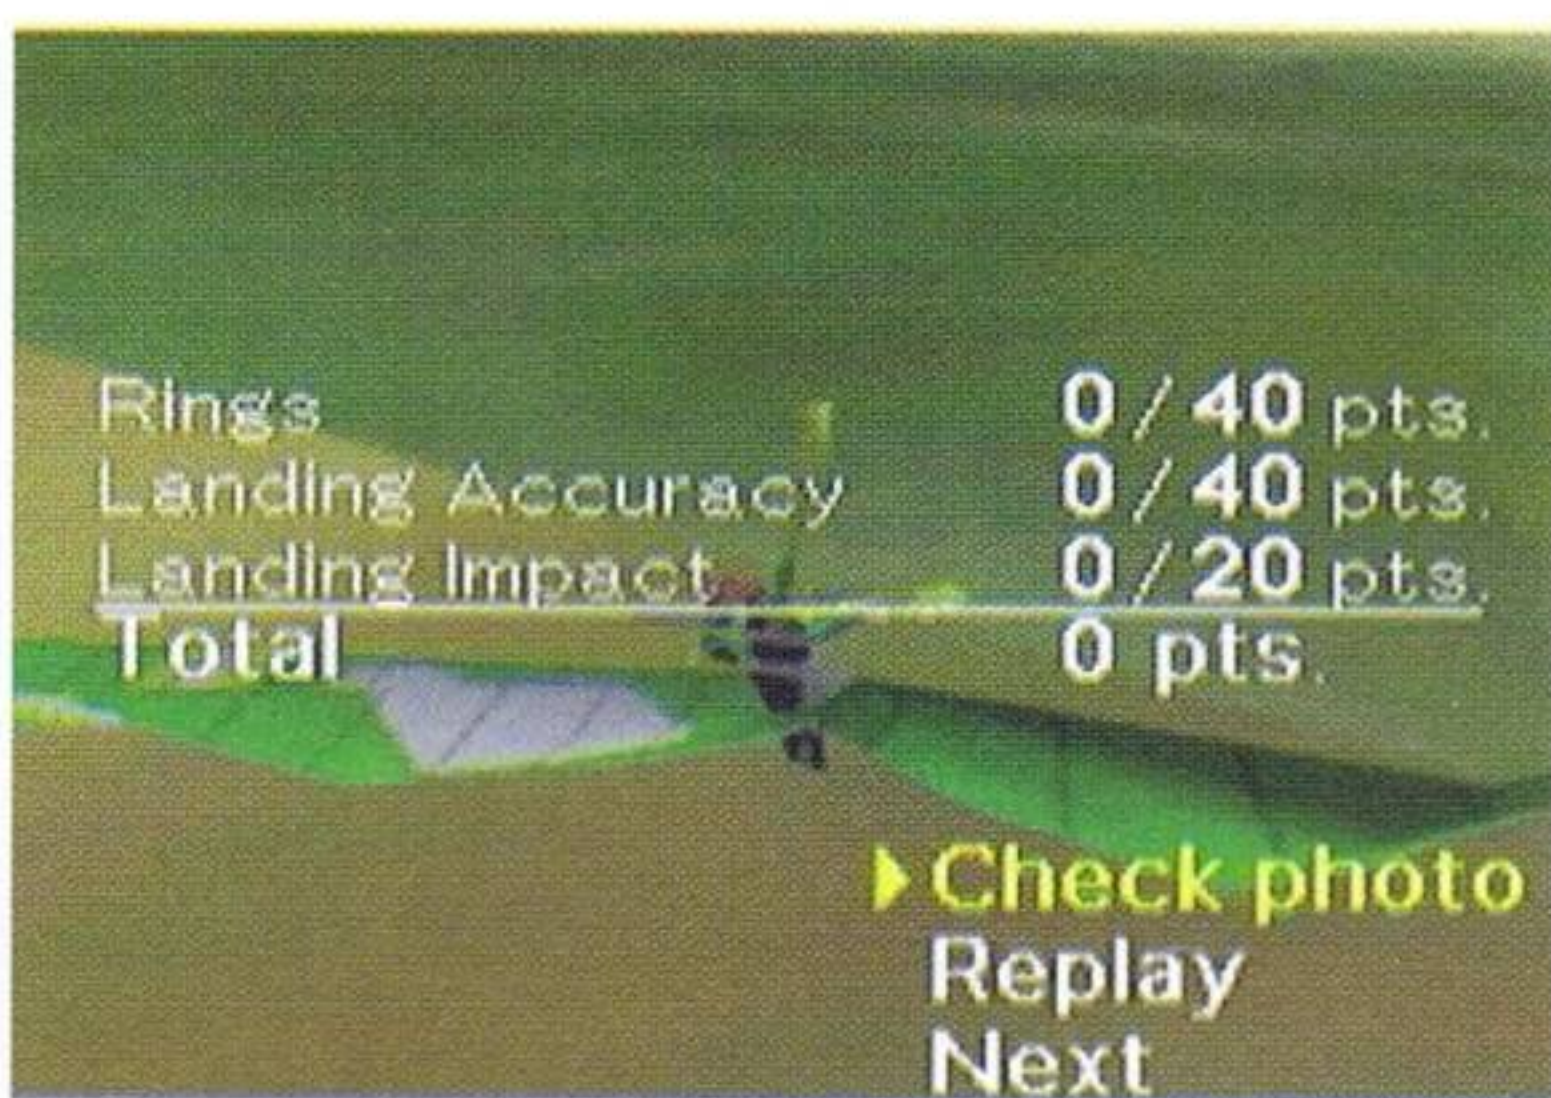 Rings 0 / 40 pts.
Landing Accuracy 0 / 40 pts.
Landing Impact 0 / 20 pts.
Total 0 pts.
Check photo
Replay
Next